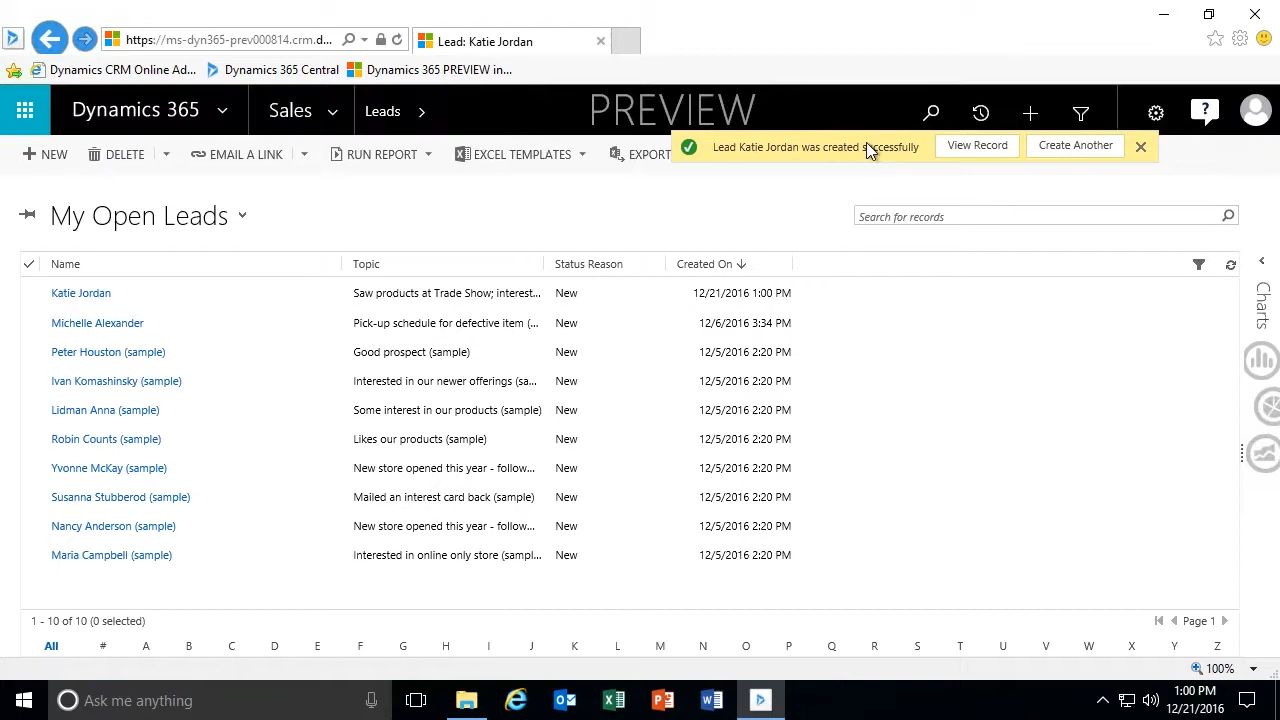 https://ms-dyn365-prev000814.crm.d...
Lead: Katie Jordan
Dynamics CRM Online Ad...
Dynamics 365 Central
Dynamics 365 PREVIEW in...
Dynamics 365
Sales
Leads
PREVIEW
?
NEW
DELETE
EMAIL A LINK
RUN REPORT
EXCEL TEMPLATES
EXPORT
Lead Katie Jordan was created successfully
View Record
Create Another
My Open Leads
Search for records
Name Topic Status Reason Created On
Katie Jordan Saw products at Trade Show; interest... New 12/21/2016 1:00 PM
Michelle Alexander Pick-up schedule for defective item (... New 12/6/2016 3:34 PM
Peter Houston (sample) Good prospect (sample) New 12/5/2016 2:20 PM
Ivan Komashinsky (sample) Interested in our newer offerings (sa... New 12/5/2016 2:20 PM
Lidman Anna (sample) Some interest in our products (sample) New 12/5/2016 2:20 PM
Robin Counts (sample) Likes our products (sample) New 12/5/2016 2:20 PM
Yvonne McKay (sample) New store opened this year - follow... New 12/5/2016 2:20 PM
Susanna Stubberod (sample) Mailed an interest card back (sample) New 12/5/2016 2:20 PM
Nancy Anderson (sample) New store opened this year - follow... New 12/5/2016 2:20 PM
Maria Campbell (sample) Interested in online only store (sampl... New 12/5/2016 2:20 PM
Charts
1 - 10 of 10 (0 selected)
Page 1
All # A B C D E F G H I J K L M N O P Q R S T U V W X Y Z
100%
Ask me anything
1:00 PM
12/21/2016